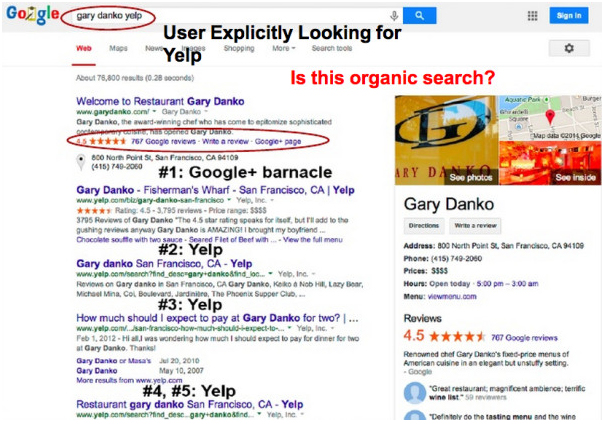 Google
gary danko yelp
Sign in
User Explicitly Looking for
Yelp
Web Maps News Images Shopping More Search tools
Is this organic search?
About 76,800 results (0.28 seconds)
Welcome to Restaurant Gary Danko
www.garydanko.com/ Gary Danko
Gary Danko, the award-winning chef who has come to epitomize sophisticated
contemporary cuisine, has opened Gary Danko.
4.5 767 Google reviews · Write a review · Google+ page
800 North Point St, San Francisco, CA 94109
(415) 749-2060
#1: Google+ barnacle
Gary Danko - Fisherman's Wharf - San Francisco, CA | Yelp
www.yelp.com/biz/gary-danko-san-francisco Yelp, Inc.
Rating: 4.5 - 3,795 reviews - Price range: $$$$
3795 Reviews of Gary Danko "The 4.5 star rating speaks for itself, but I'll add to the
gushing reviews anyway Gary Danko is AMAZING! I brought my boyfriend ...
Chocolate souffle with two sauce - Seared Filet of Beef with ... - View the full menu
#2: Yelp
Gary Danko San Francisco, CA - Yelp
www.yelp.com/search?find_desc=gary+danko&find_loc... Yelp, Inc.
Reviews on Gary danko in San Francisco, CA Gary Danko, Keiko à Nob Hill, Lazy Bear,
Michael Mina, Coi, Boulevard, Jardinière, The Phoenix Supper Club, ...
#3: Yelp
How much should I expect to pay at Gary Danko for two? | ...
www.yelp.com/.../san-francisco-how-much-should-i-expect-to-... Yelp, Inc.
Feb 1, 2012 - Hi all,I was wondering how much I should expect to pay for dinner for two
at Gary Danko. Thanks!
Gary Danko or Masa's Jul 20, 2010
Gary Danko May 10, 2007
More results from www.yelp.com
#4, #5: Yelp
Restaurant gary danko San Francisco, CA - Yelp
www.yelp.com/search?find_desc...gary+danko&find... Yelp, Inc.
Aquatic Park
Ghirardelli
Square
Beach St
Map data ©2014 Google
GARY DANKO
See photos
See inside
Gary Danko
Directions
Write a review
Address: 800 North Point St, San Francisco, CA 94109
Phone: (415) 749-2060
Prices: $$$$
Hours: Open today · 5:00 pm – 3:00 am
Menu: viewmenu.com
Reviews
4.5 767 Google reviews
Renowned chef Gary Danko's fixed-price menus of
American cuisine in an elegant but unstuffy setting.
- Google
"Great restaurant; magnificent ambience; terrific
wine list." 59 reviewers
"Definitely do the tasting menu and the wine